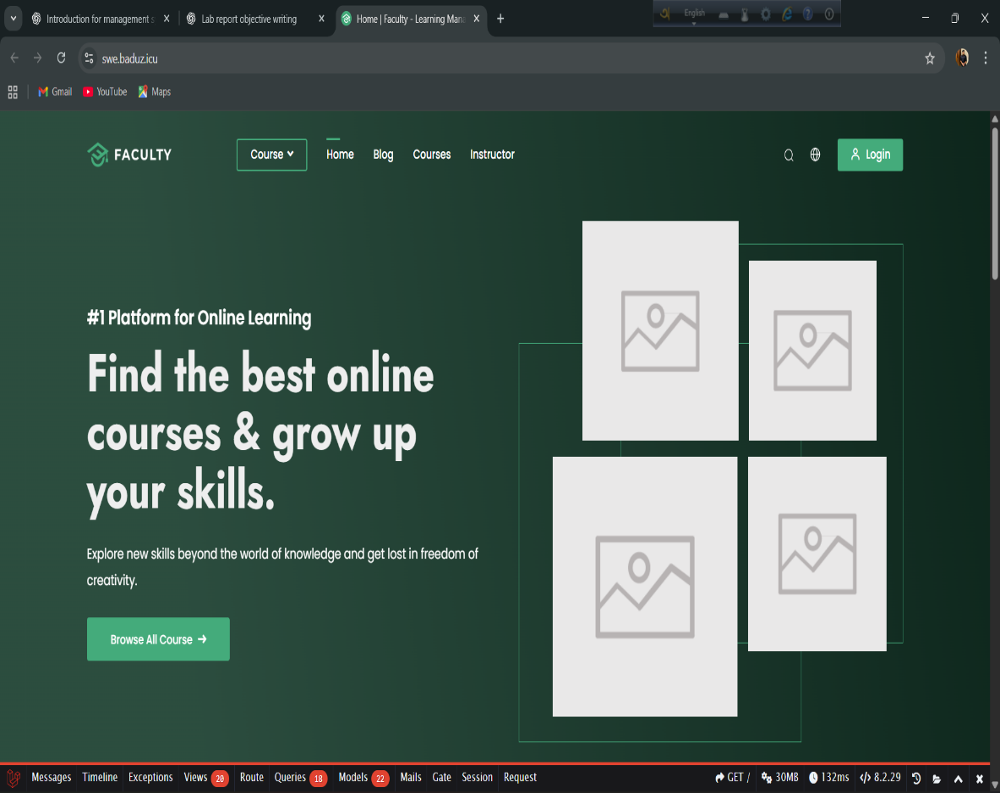 Introduction for management s
Lab report objective writing
Home | Faculty - Learning Mana
English
swe.baduz.icu
Gmail
YouTube
Maps
FACULTY
Course
Home
Blog
Courses
Instructor
Login
#1 Platform for Online Learning
Find the best online
courses & grow up
your skills.
Explore new skills beyond the world of knowledge and get lost in freedom of
creativity.
Browse All Course →
Messages
Timeline
Exceptions
Views 20
Route
Queries 18
Models 22
Mails
Gate
Session
Request
GET /
30MB
132ms
8.2.29